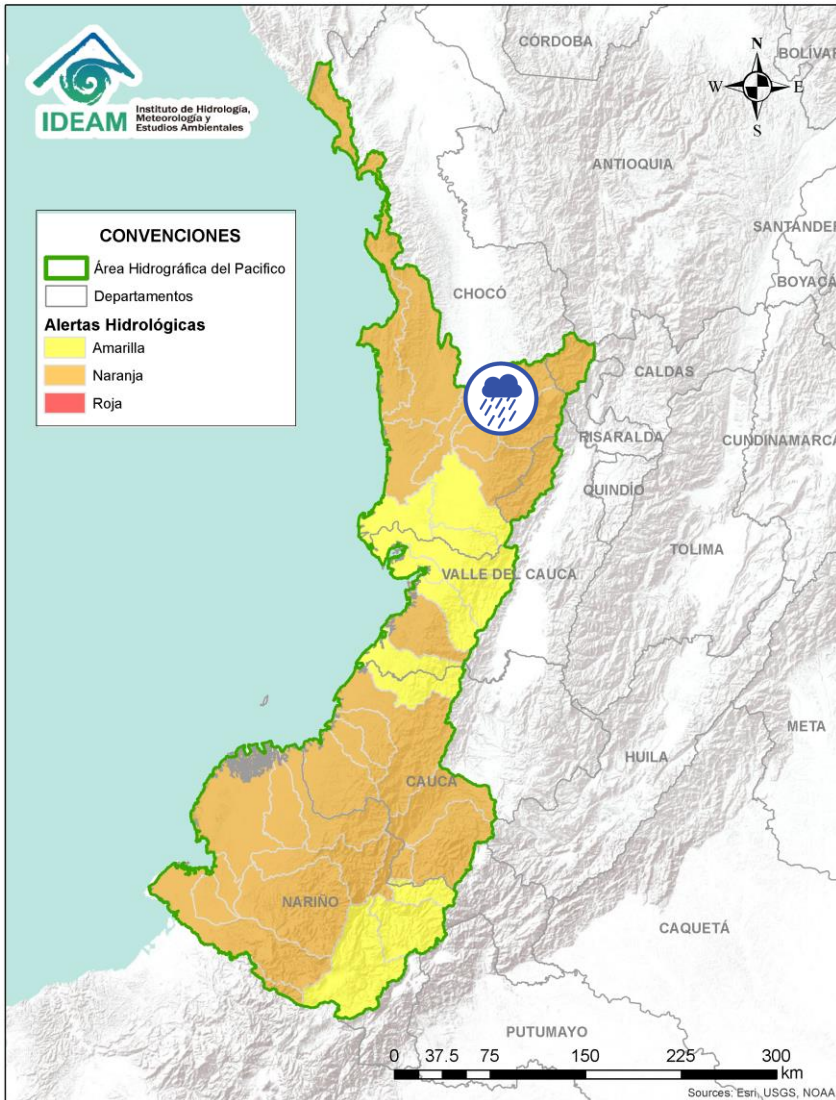 IDEAM
Instituto de Hidrología,
Meteorología y
Estudios Ambientales
CÓRDOBA
BOLÍVAR
N
W
E
S
ANTIOQUIA
SANTANDER
BOYACÁ
CONVENCIONES
Área Hidrográfica del Pacifico
Departamentos
Alertas Hidrológicas
Amarilla
Naranja
Roja
CHOCÓ
CALDAS
RISARALDA
CUNDINAMARCA
QUINDÍO
TOLIMA
VALLE DEL CAUCA
META
HUILA
CAUCA
NARIÑO
CAQUETÁ
PUTUMAYO
0 37.5 75 150 225 300
km
Sources: Esri, USGS, NOAA